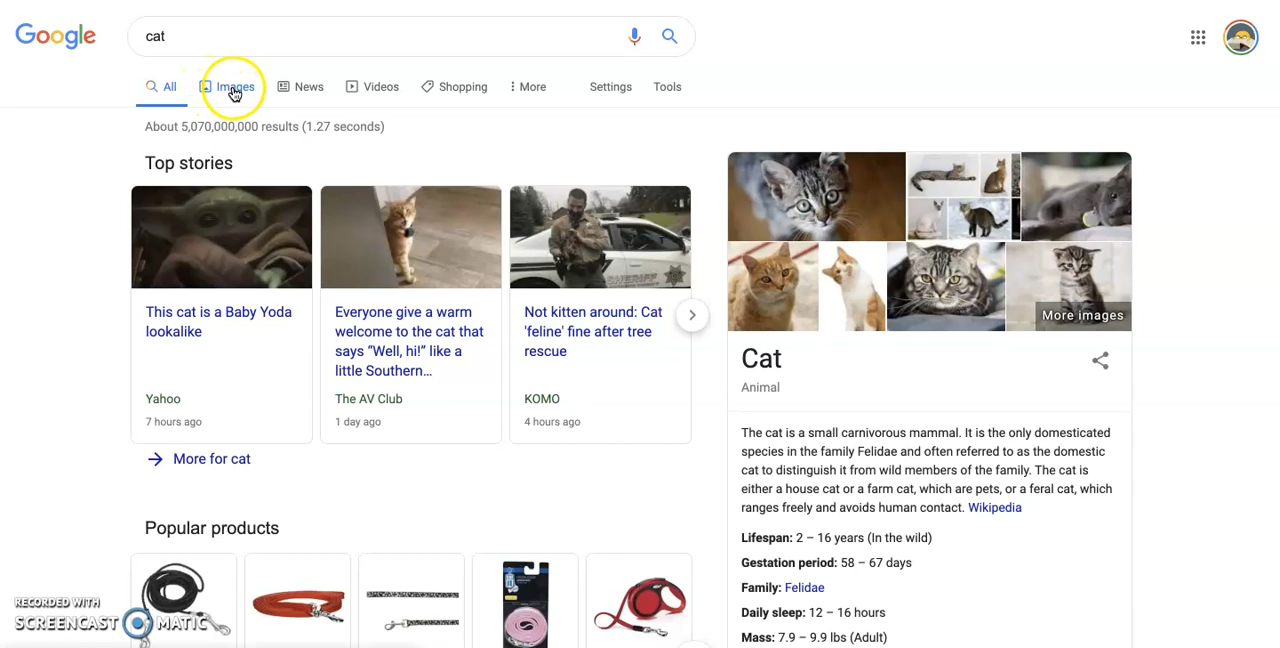 Google
cat
All Images News Videos Shopping More Settings Tools
About 5,070,000,000 results (1.27 seconds)
Top stories
This cat is a Baby Yoda
lookalike
Yahoo
7 hours ago
Everyone give a warm
welcome to the cat that
says “Well, hi!” like a
little Southern...
The AV Club
1 day ago
SHERIFF
Not kitten around: Cat
'feline' fine after tree
rescue
KOMO
4 hours ago
More for cat
Popular products
More images
Cat
Animal
The cat is a small carnivorous mammal. It is the only domesticated
species in the family Felidae and often referred to as the domestic
cat to distinguish it from wild members of the family. The cat is
either a house cat or a farm cat, which are pets, or a feral cat, which
ranges freely and avoids human contact. Wikipedia
Lifespan: 2 – 16 years (In the wild)
Gestation period: 58 – 67 days
Family: Felidae
Daily sleep: 12 – 16 hours
Mass: 7.9 – 9.9 lbs (Adult)
RECORDED WITH
SCREENCAST MATIC